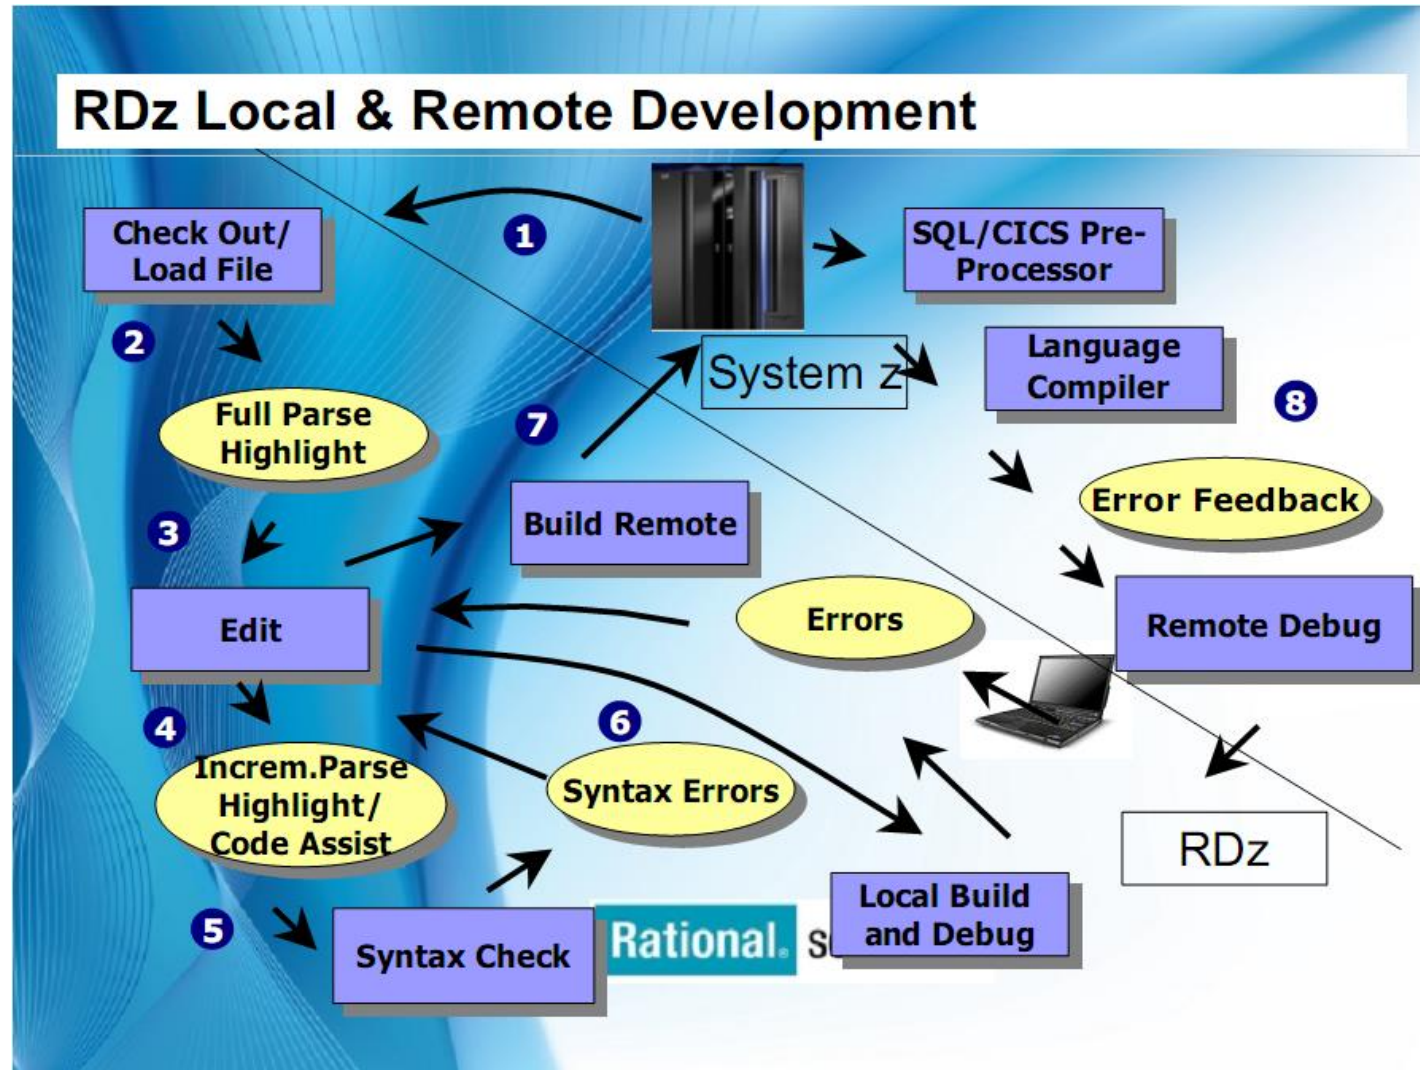 RDz Local & Remote Development
1
Check Out/
Load File
SQL/CICS Pre-
Processor
2
Language
Compiler
System z
8
Full Parse
Highlight
7
Error Feedback
3
Build Remote
Edit
Errors
Remote Debug
4
6
Increm.Parse
Highlight/
Code Assist
Syntax Errors
RDz
5
Syntax Check
Rational.
Local Build
and Debug